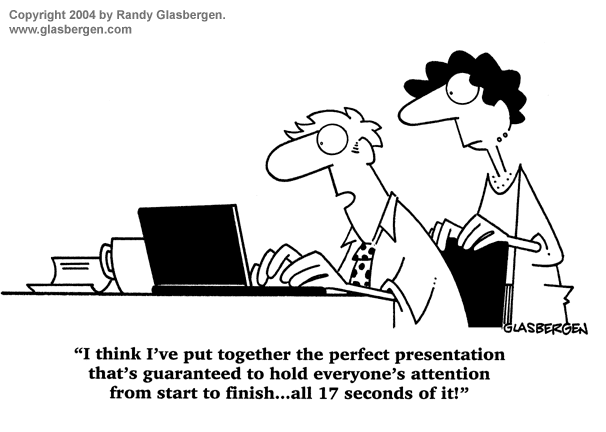 Copyright 2004 by Randy Glasbergen.
www.glasbergen.com
GLASBERGEN
“I think I’ve put together the perfect presentation
that’s guaranteed to hold everyone’s attention
from start to finish...all 17 seconds of it!”